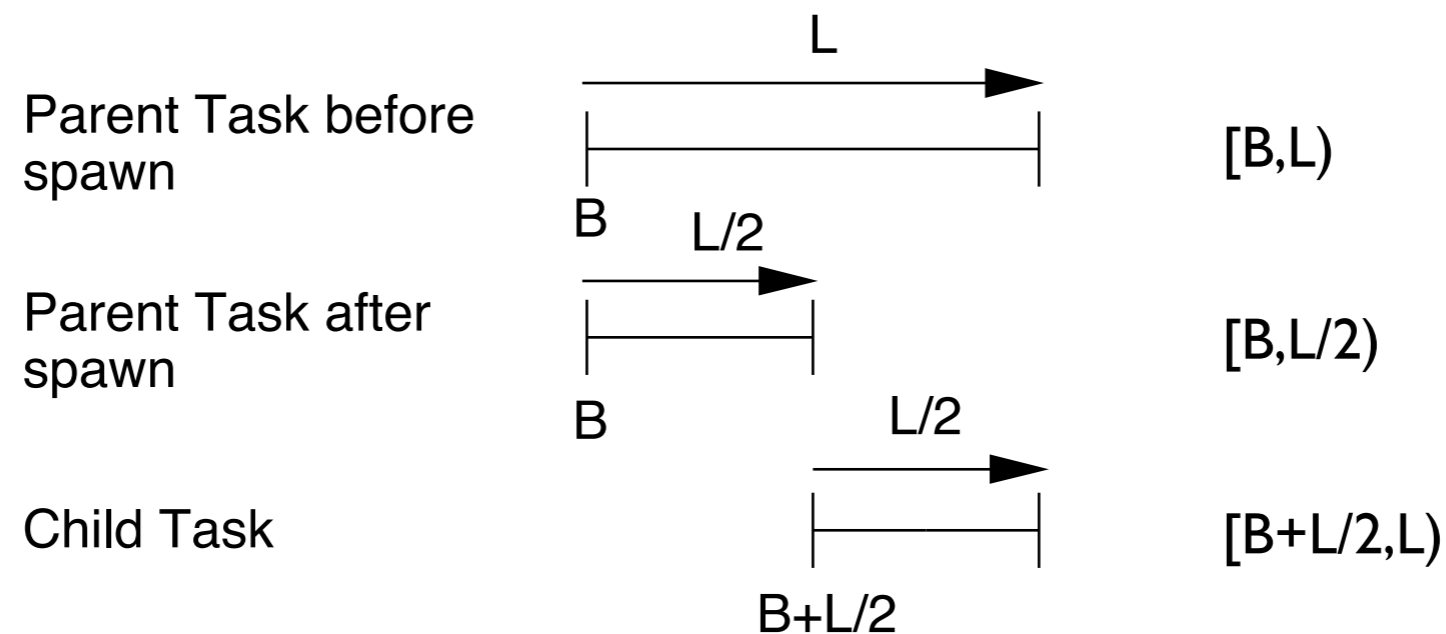 L
Parent Task before
spawn
[B,L)
B
L/2
Parent Task after
spawn
[B,L/2)
B
L/2
Child Task
[B+L/2,L)
B+L/2